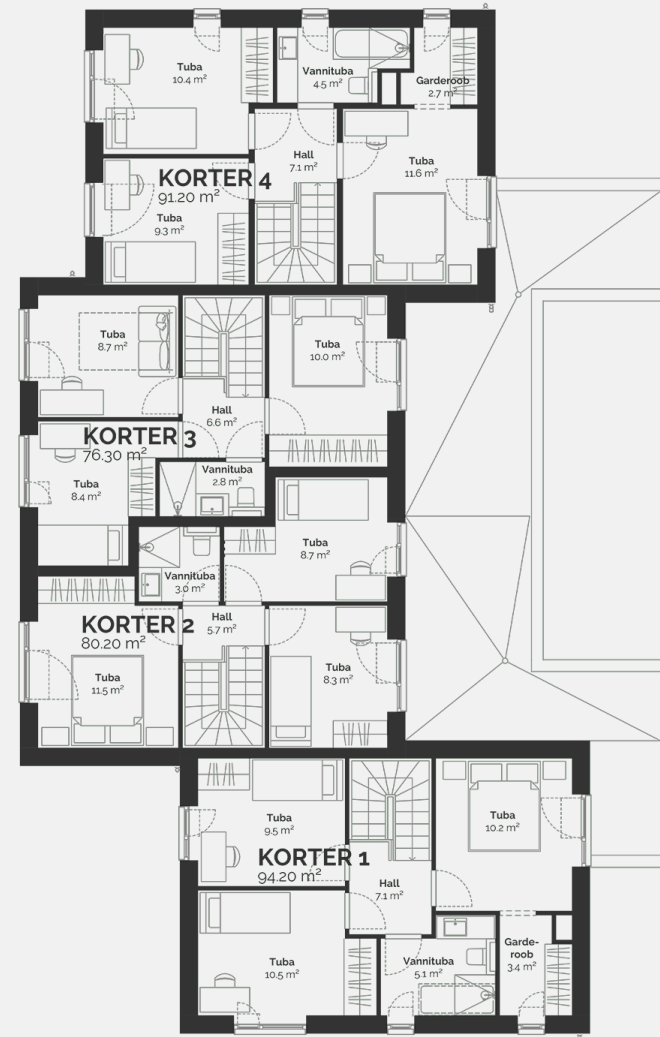 Tuba
10.4 m²
Vannituba
4.5 m²
Garderoob
2.7 m²
Hall
7.1 m²
Tuba
11.6 m²
KORTER 4
91.20 m²
Tuba
9.3 m²
Tuba
8.7 m²
Tuba
10.0 m²
Hall
6.6 m²
KORTER 3
76.30 m²
Tuba
8.4 m²
Vannituba
2.8 m²
Tuba
8.7 m²
Vannituba
3.0 m²
Hall
5.7 m²
KORTER 2
80.20 m²
Tuba
11.5 m²
Tuba
8.3 m²
Tuba
9.5 m²
Tuba
10.2 m²
KORTER 1
94.20 m²
Hall
7.1 m²
Tuba
10.5 m²
Vannituba
5.1 m²
Garde-
roob
3.4 m²